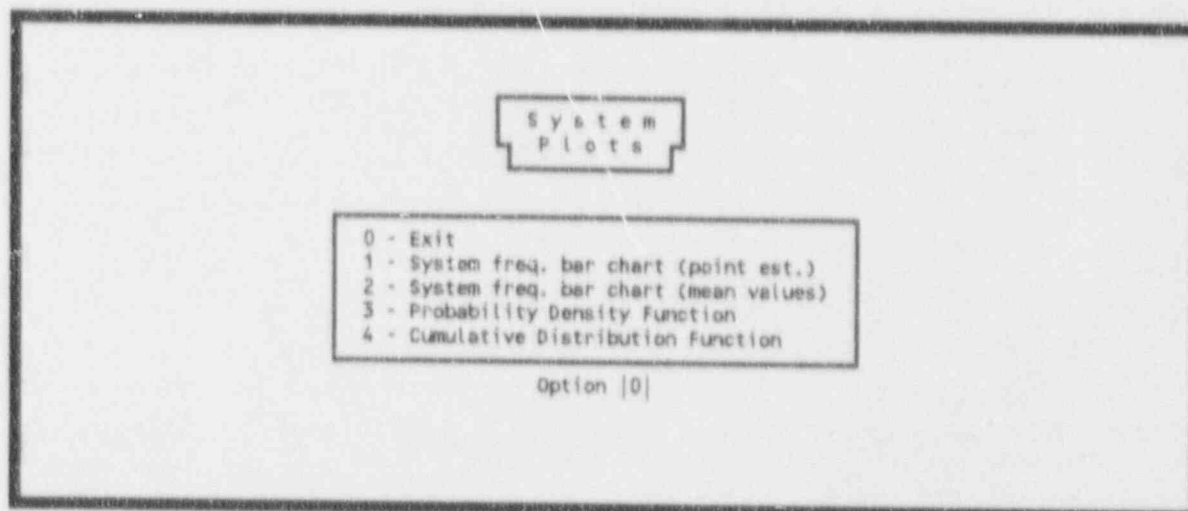 System
Plots
0 - Exit
1 - System freq. bar chart (point est.)
2 - System freq. bar chart (mean values)
3 - Probability Density Function
4 - Cumulative Distribution Function
Option |0|